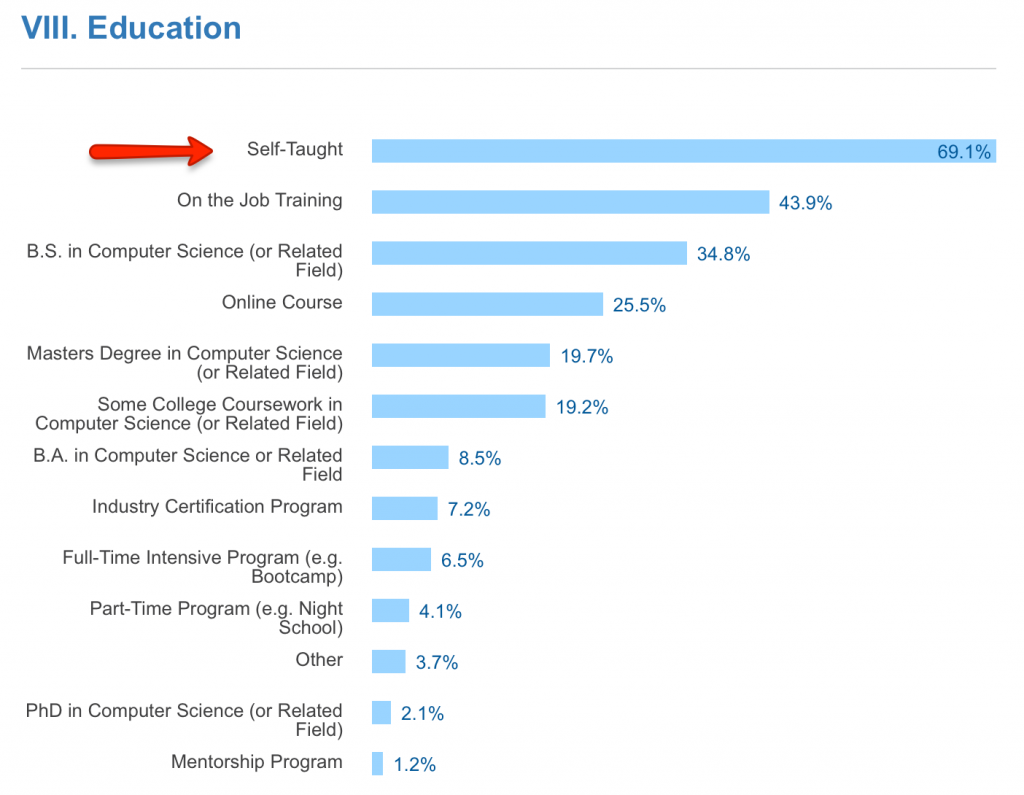 VIII. Education
Self-Taught
69.1%
On the Job Training
43.9%
B.S. in Computer Science (or Related
Field)
34.8%
Online Course
25.5%
Masters Degree in Computer Science
(or Related Field)
19.7%
Some College Coursework in
Computer Science (or Related Field)
19.2%
B.A. in Computer Science or Related
Field
8.5%
Industry Certification Program
7.2%
Full-Time Intensive Program (e.g.
Bootcamp)
6.5%
Part-Time Program (e.g. Night
School)
4.1%
Other
3.7%
PhD in Computer Science (or Related
Field)
2.1%
Mentorship Program
1.2%